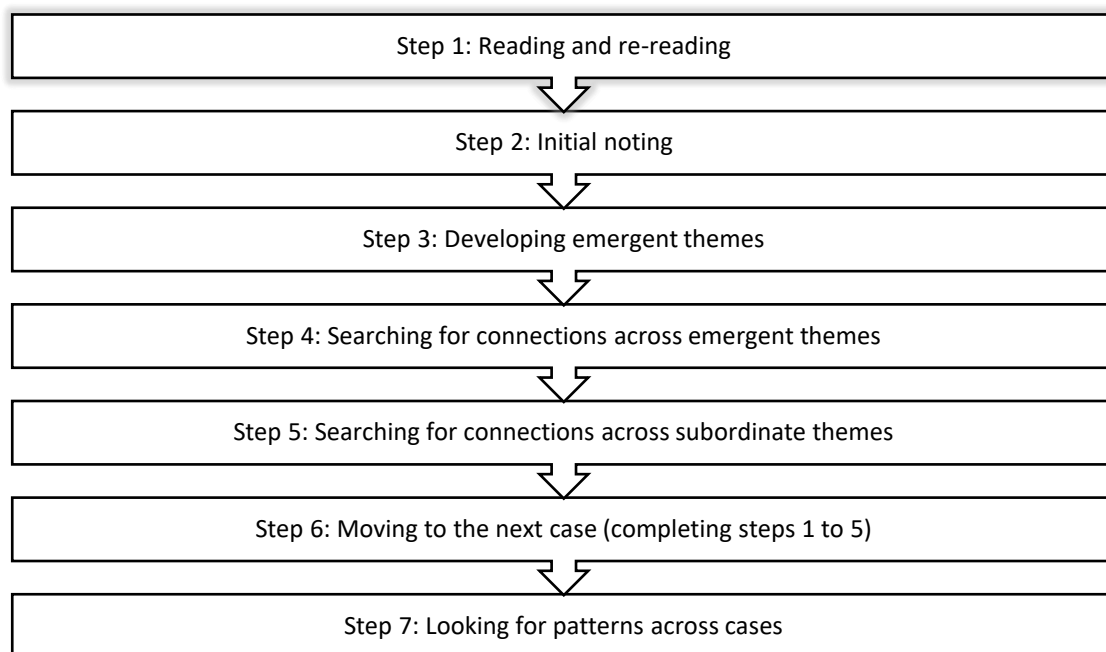 Step 1: Reading and re-reading
Step 2: Initial noting
Step 3: Developing emergent themes
Step 4: Searching for connections across emergent themes
Step 5: Searching for connections across subordinate themes
Step 6: Moving to the next case (completing steps 1 to 5)
Step 7: Looking for patterns across cases